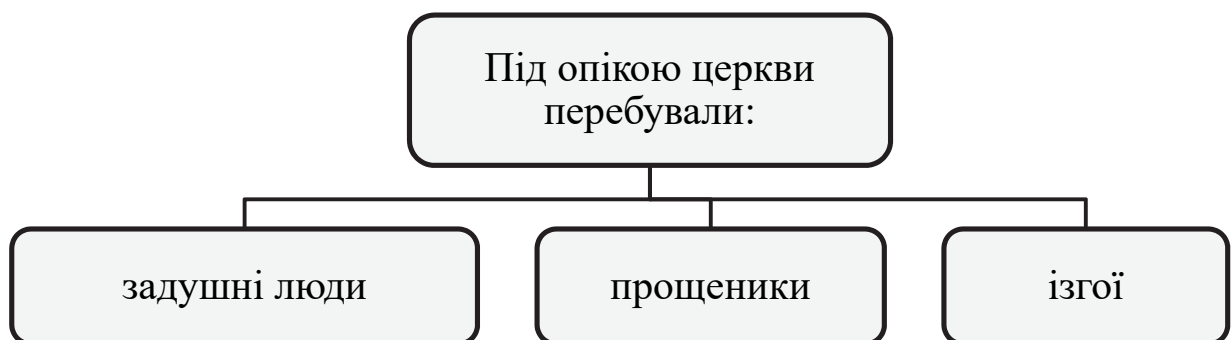 Під опікою церкви
перебували:
задушні люди
прощеники
ізгої